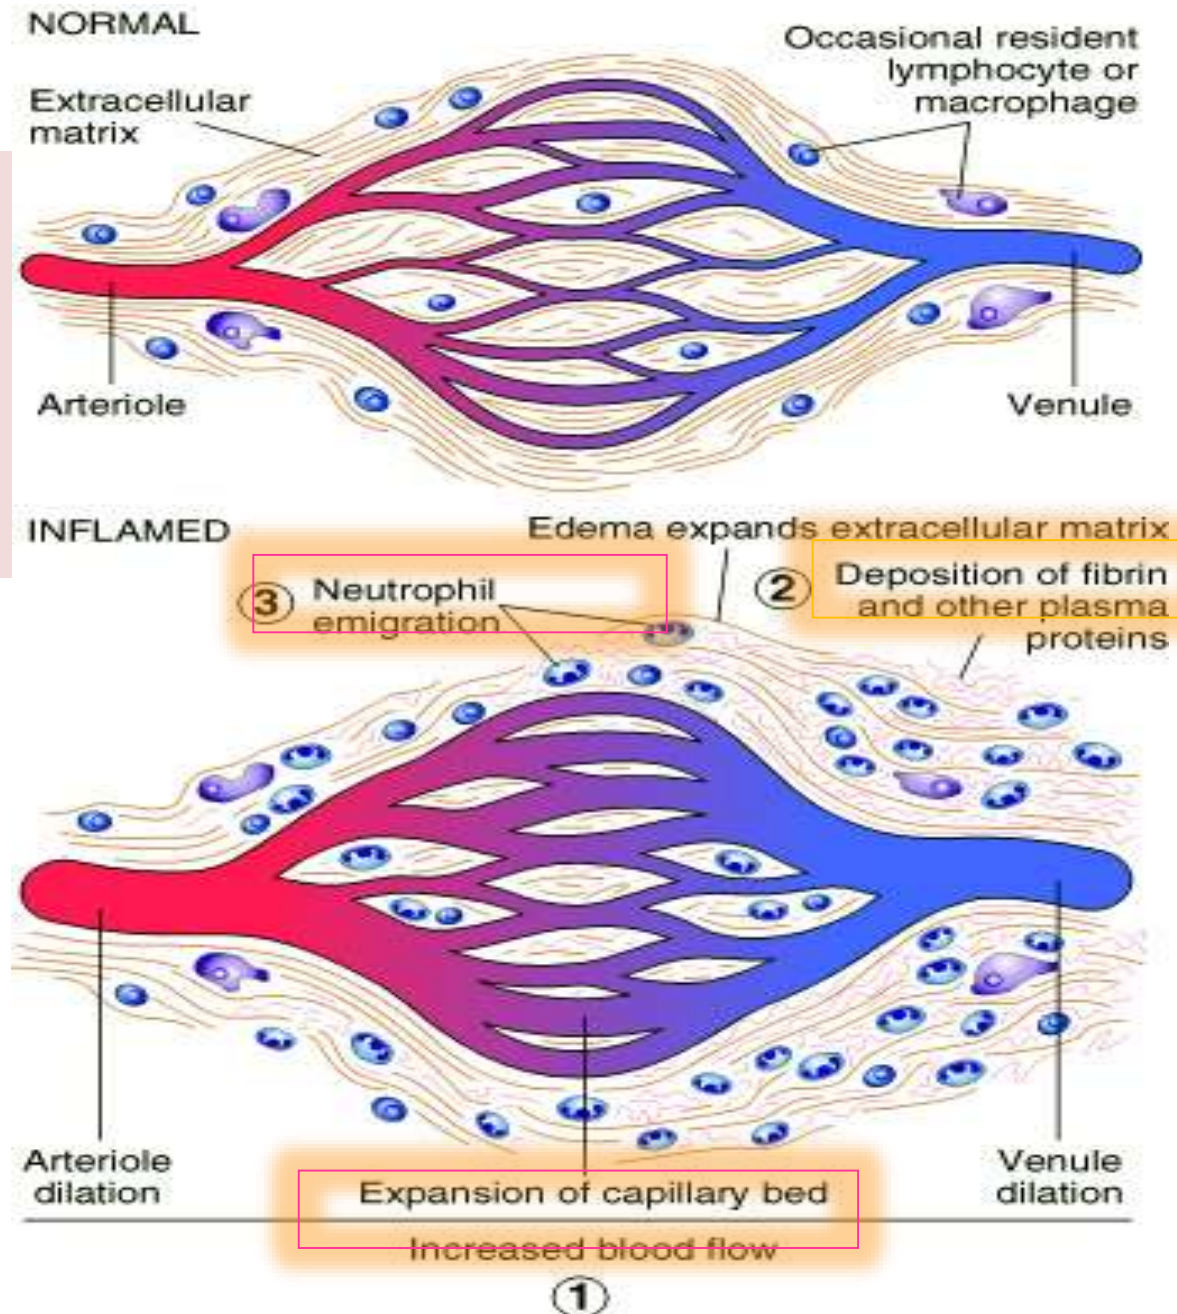 NORMAL
Occasional resident
lymphocyte or
macrophage
Extracellular
matrix
Arteriole
Venule
INFLAMED
Edema expands extracellular matrix
③ Neutrophil
emigration
② Deposition of fibrin
and other plasma
proteins
Arteriole
dilation
Expansion of capillary bed
Venule
dilation
Increased blood flow
①